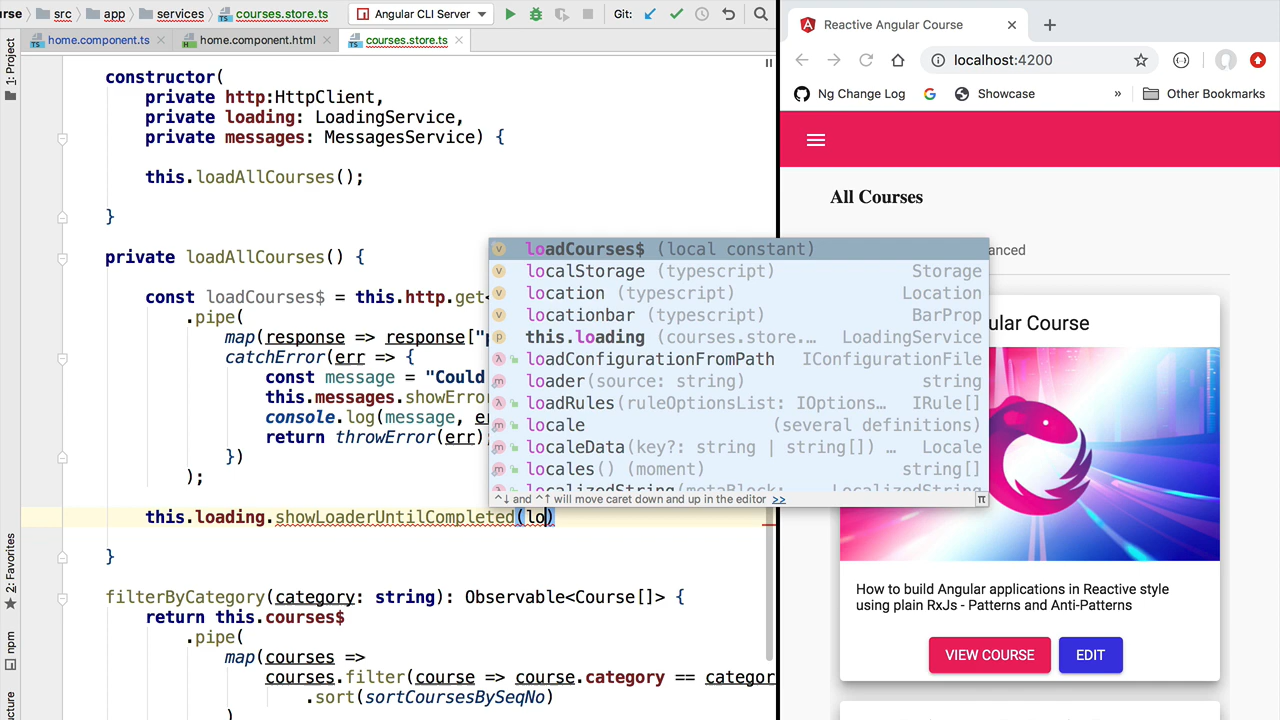 rse
src
app
services
courses.store.ts
Angular CLI Server
Git:
home.component.ts
home.component.html
courses.store.ts
1: Project
2: Favorites
npm
constructor(
private http:HttpClient,
private loading: LoadingService,
private messages: MessagesService) {
this.loadAllCourses();
}
private loadAllCourses() {
const loadCourses$ = this.http.get<
.pipe(
map(response => response["p
catchError(err => {
const message = "Could
this.messages.showErro
console.log(message, er
return throwError(err);
})
);
this.loading.showLoaderUntilCompleted(lo)
}
filterByCategory(category: string): Observable<Course[]> {
return this.courses$
.pipe(
map(courses =>
courses.filter(course => course.category == categor
.sort(sortCoursesBySeqNo)
)
loadCourses$ (local constant)
localStorage (typescript) Storage
location (typescript) Location
locationbar (typescript) BarProp
this.loading (courses.store.… LoadingService
loadConfigurationFromPath IConfigurationFile
loader(source: string) string
loadRules(ruleOptionsList: IOptions… IRule[]
locale (several definitions)
localeData(key?: string | string[]) … Locale
locales() (moment) string[]
localizedString(metaBlock: LocalizedString
^↓ and ^↑ will move caret down and up in the editor >>
π
Reactive Angular Course
localhost:4200
Ng Change Log
Showcase
»
Other Bookmarks
All Courses
anced
ular Course
How to build Angular applications in Reactive style
using plain RxJs - Patterns and Anti-Patterns
VIEW COURSE
EDIT